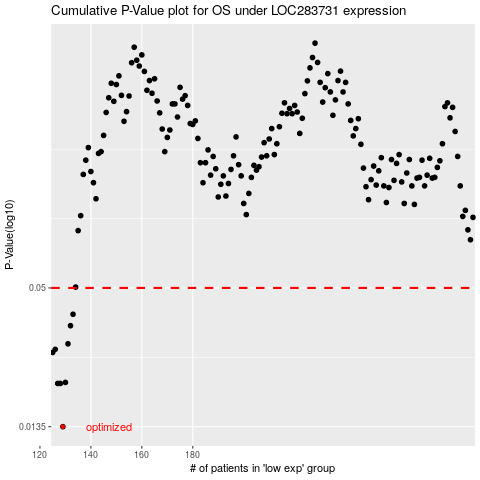 Cumulative P-Value plot for OS under LOC283731 expression
P-Value(log10)
0.05
0.0135
optimized
120 140 160 180
# of patients in 'low exp' group